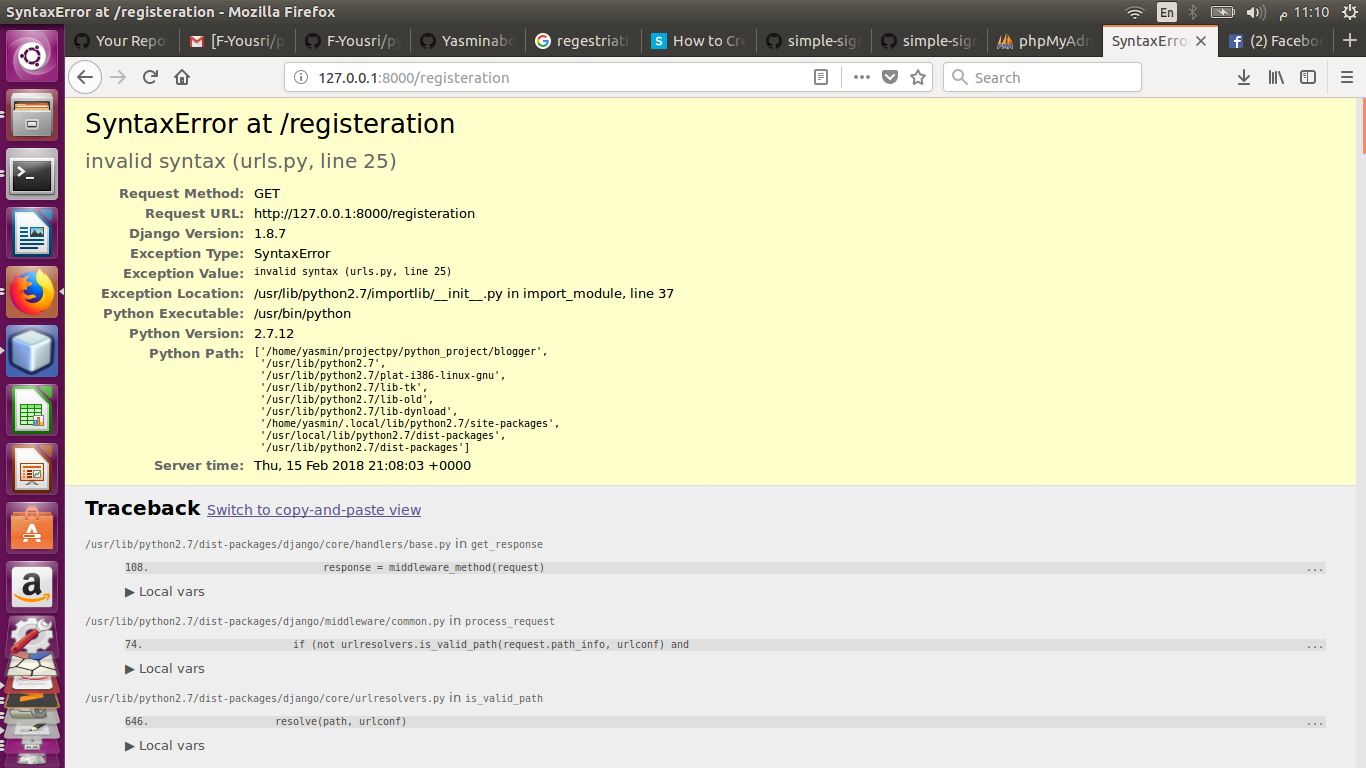 SyntaxError at /registeration - Mozilla Firefox
En
م 11:10
Your Repo
[F-Yousri/p
F-Yousri/py
Yasminabd
regestriati
How to Cre
simple-sig
simple-sig
phpMyAdm
SyntaxErro
(2) Facebo
127.0.0.1:8000/registeration
Search
SyntaxError at /registeration
invalid syntax (urls.py, line 25)
Request Method: GET
Request URL: http://127.0.0.1:8000/registeration
Django Version: 1.8.7
Exception Type: SyntaxError
Exception Value: invalid syntax (urls.py, line 25)
Exception Location: /usr/lib/python2.7/importlib/__init__.py in import_module, line 37
Python Executable: /usr/bin/python
Python Version: 2.7.12
Python Path: ['/home/yasmin/projectpy/python_project/blogger',
'/usr/lib/python2.7',
'/usr/lib/python2.7/plat-i386-linux-gnu',
'/usr/lib/python2.7/lib-tk',
'/usr/lib/python2.7/lib-old',
'/usr/lib/python2.7/lib-dynload',
'/home/yasmin/.local/lib/python2.7/site-packages',
'/usr/local/lib/python2.7/dist-packages',
'/usr/lib/python2.7/dist-packages']
Server time: Thu, 15 Feb 2018 21:08:03 +0000
Traceback Switch to copy-and-paste view
/usr/lib/python2.7/dist-packages/django/core/handlers/base.py in get_response
108. response = middleware_method(request) ...
▶ Local vars
/usr/lib/python2.7/dist-packages/django/middleware/common.py in process_request
74. if (not urlresolvers.is_valid_path(request.path_info, urlconf) and ...
▶ Local vars
/usr/lib/python2.7/dist-packages/django/core/urlresolvers.py in is_valid_path
646. resolve(path, urlconf) ...
▶ Local vars